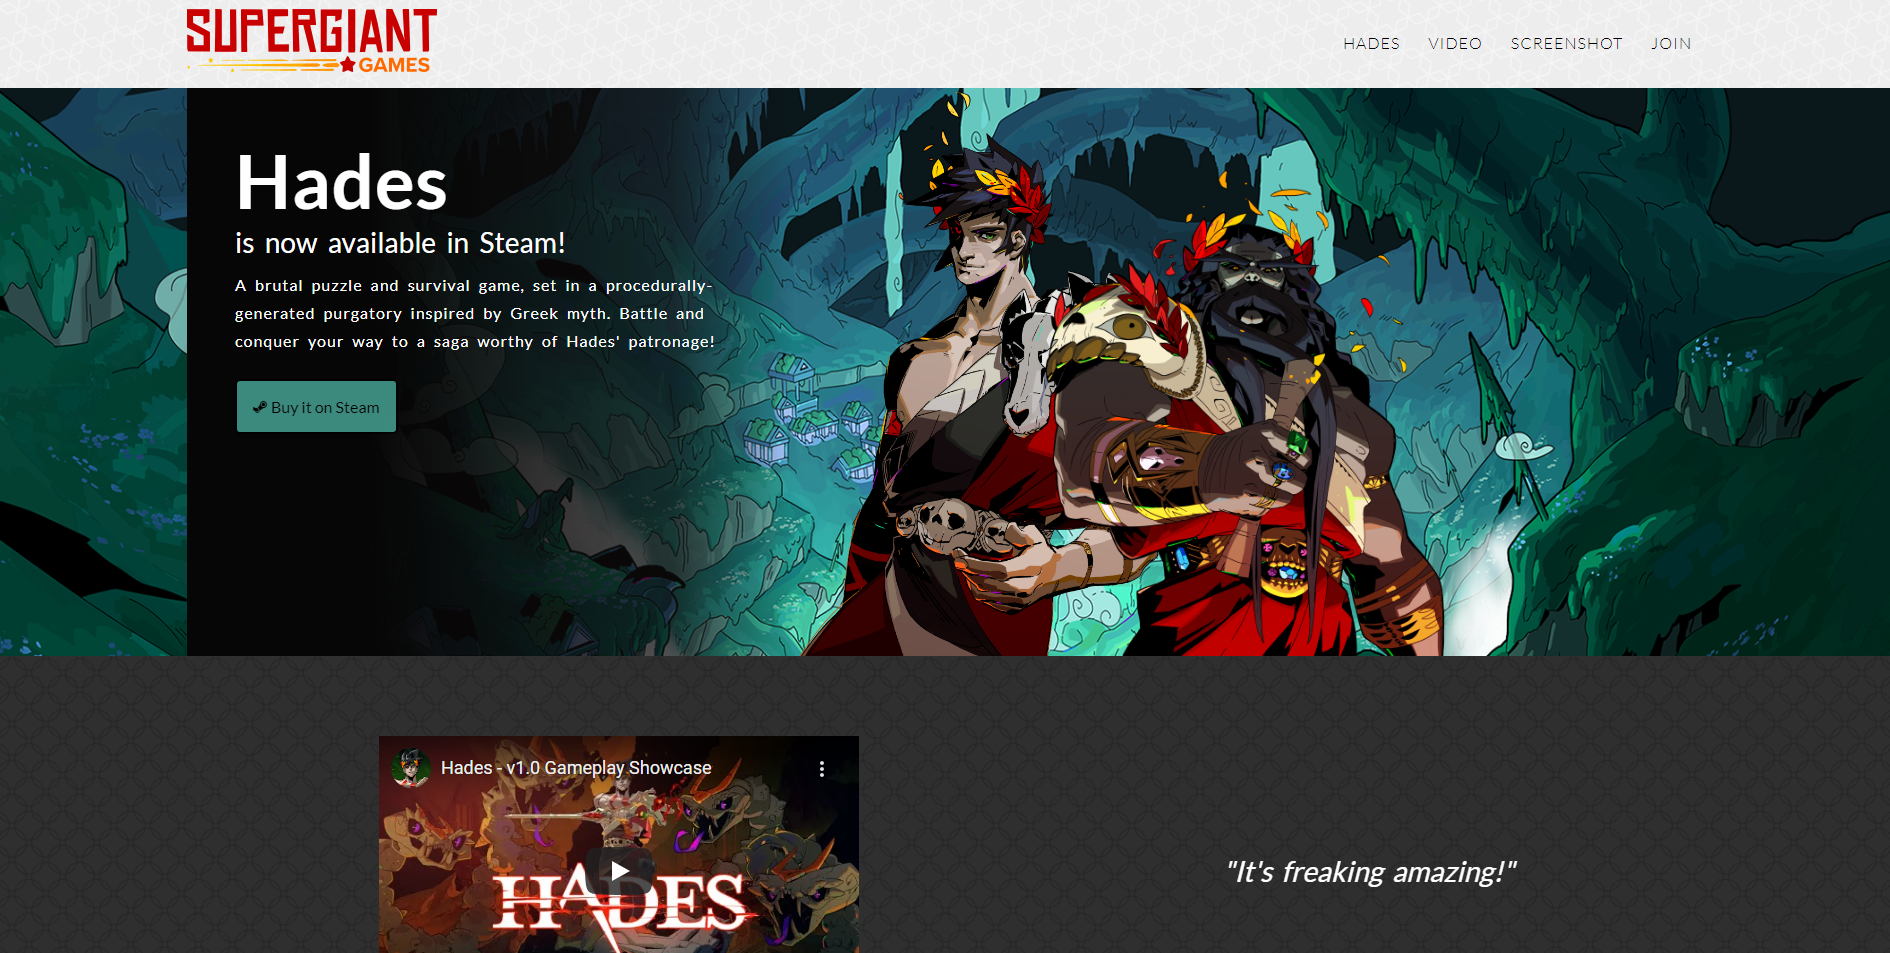 SUPERGIANT
GAMES
HADES VIDEO SCREENSHOT JOIN
Hades
is now available in Steam!
A brutal puzzle and survival game, set in a procedurally-
generated purgatory inspired by Greek myth. Battle and
conquer your way to a saga worthy of Hades' patronage!
Buy it on Steam
Hades - v1.0 Gameplay Showcase
HADES
"It's freaking amazing!"